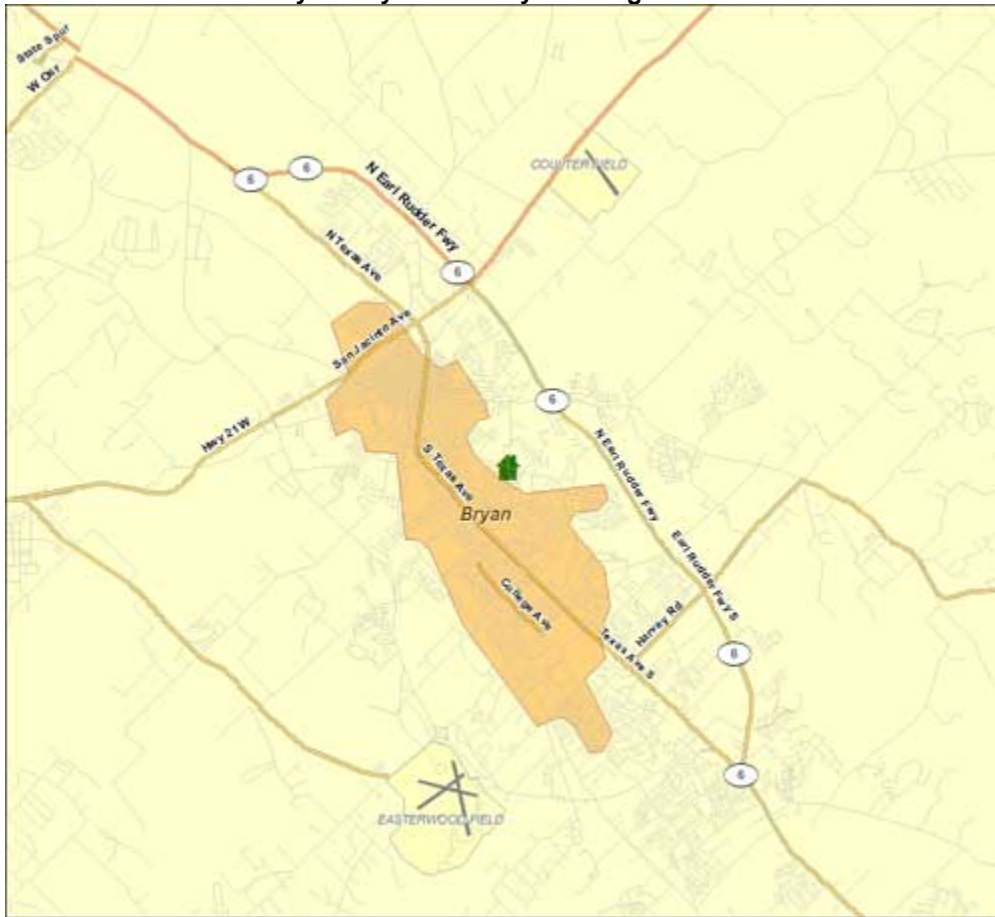 State Spur
W OSR
COULTER FIELD
6
6
N Earl Rudder Fwy
N Texas Ave
6
San Jacinto Ave
6
Hwy 21 W
N Earl Rudder Fwy
S Texas Ave
Bryan
Earl Rudder Fwy S
College Ave
Harvey Rd
Texas Ave S
6
6
EASTERWOOD FIELD